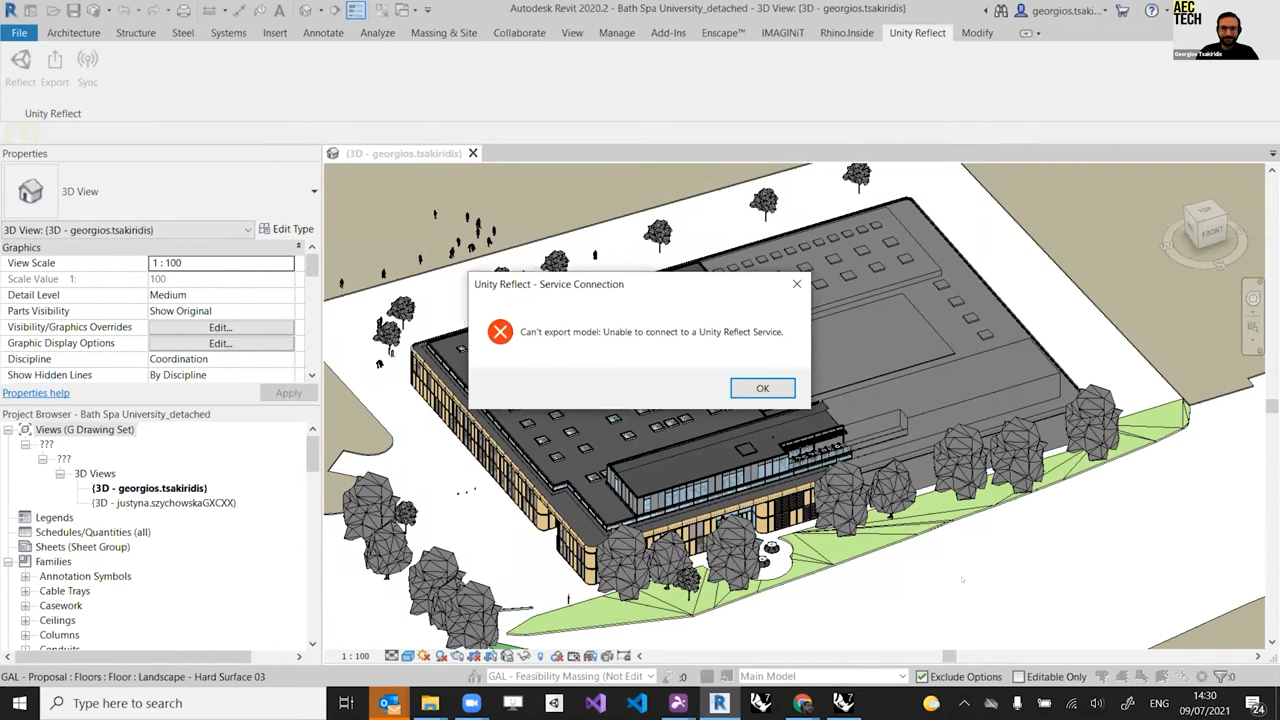 Autodesk Revit 2020.2 - Bath Spa University_detached - 3D View: {3D - georgios.tsakiridis}
georgios.tsaki...
AEC
TECH
Georgios Tsakiridis
File Architecture Structure Steel Systems Insert Annotate Analyze Massing & Site Collaborate View Manage Add-Ins Enscape™ IMAGINiT Rhino.Inside Unity Reflect Modify
Reflect Export Sync
Unity Reflect
Properties
{3D - georgios.tsakiridis}
3D View
3D View: {3D - georgios.tsakiridis)
Edit Type
Graphics
View Scale 1 : 100
Scale Value 1: 100
Detail Level Medium
Parts Visibility Show Original
Visibility/Graphics Overrides Edit...
Graphic Display Options Edit...
Discipline Coordination
Show Hidden Lines By Discipline
Properties help
Apply
TOP
FRONT
Unity Reflect - Service Connection
Can't export model: Unable to connect to a Unity Reflect Service.
OK
Project Browser - Bath Spa University_detached
Views (G Drawing Set)
???
???
3D Views
{3D - georgios.tsakiridis)
{3D - justyna.szychowskaGXCXX)
Legends
Schedules/Quantities (all)
Sheets (Sheet Group)
Families
Annotation Symbols
Cable Trays
Casework
Ceilings
Columns
1 : 100
GAL - Proposal : Floors : Floor : Landscape - Hard Surface 03
GAL - Feasibility Massing (Not Edit
:0
Main Model
Exclude Options
Editable Only
:0
Type here to search
14:30
09/07/2021
24